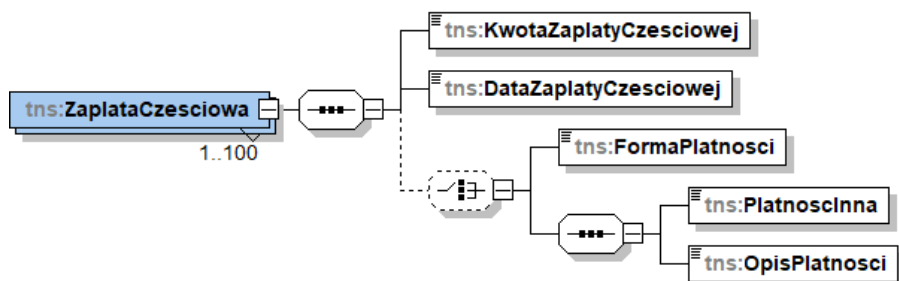 tns:KwotaZaplatyCzesciowej
tns:DataZaplatyCzesciowej
tns:ZaplataCzesciowa
1..100
tns:FormaPlatnosci
tns:PlatnoscInna
tns:OpisPlatnosci